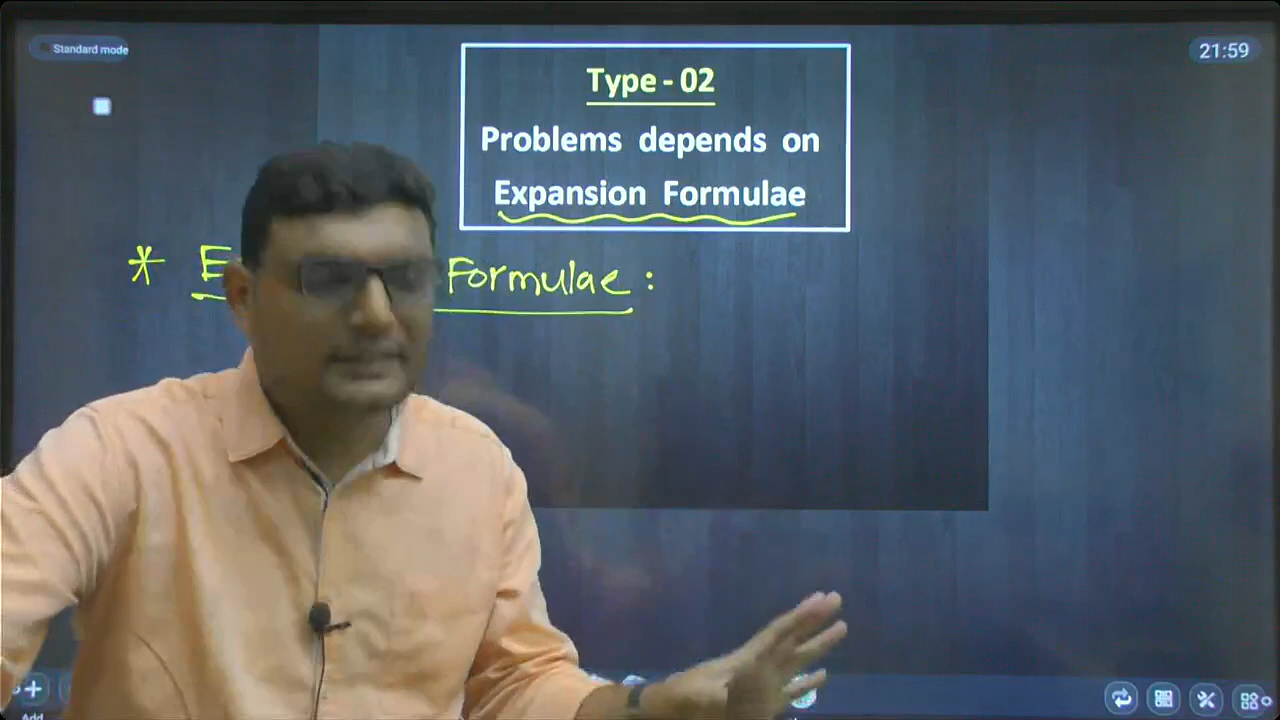 Standard mode
21:59
Type - 02
Problems depends on
Expansion Formulae
* E Formulae :
Add